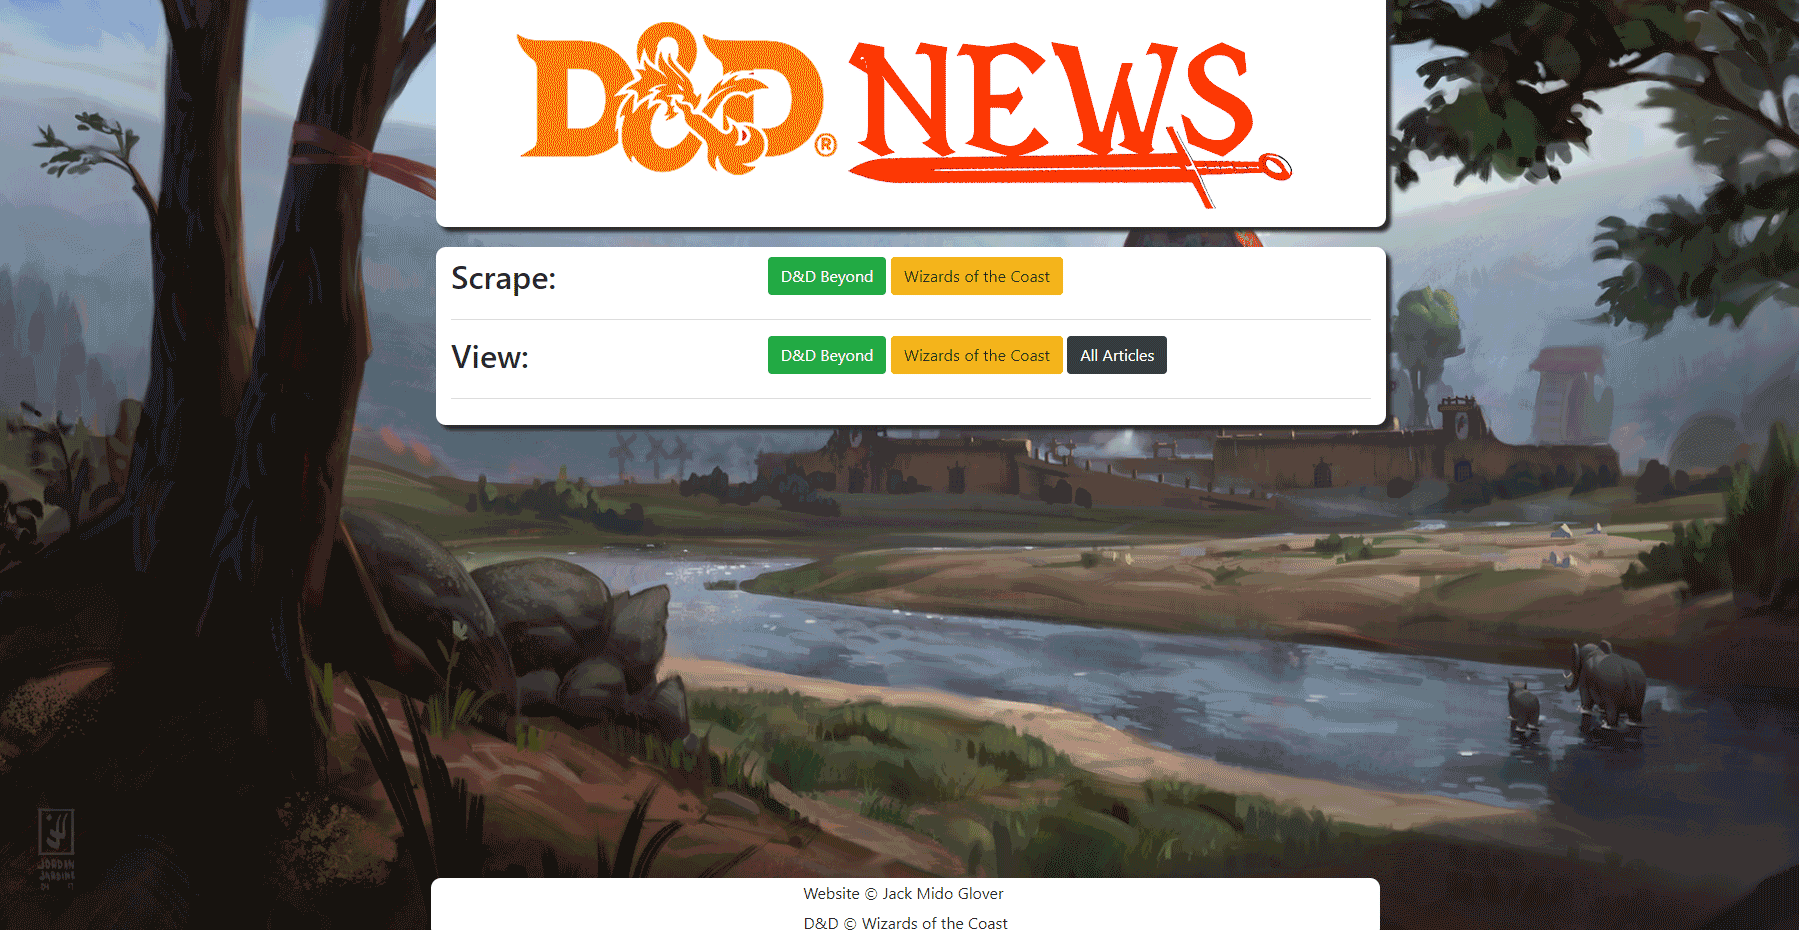 D&D® NEWS
Scrape: D&D Beyond Wizards of the Coast
View: D&D Beyond Wizards of the Coast All Articles
JORDAN
JARDINE
Website © Jack Mido Glover
D&D © Wizards of the Coast